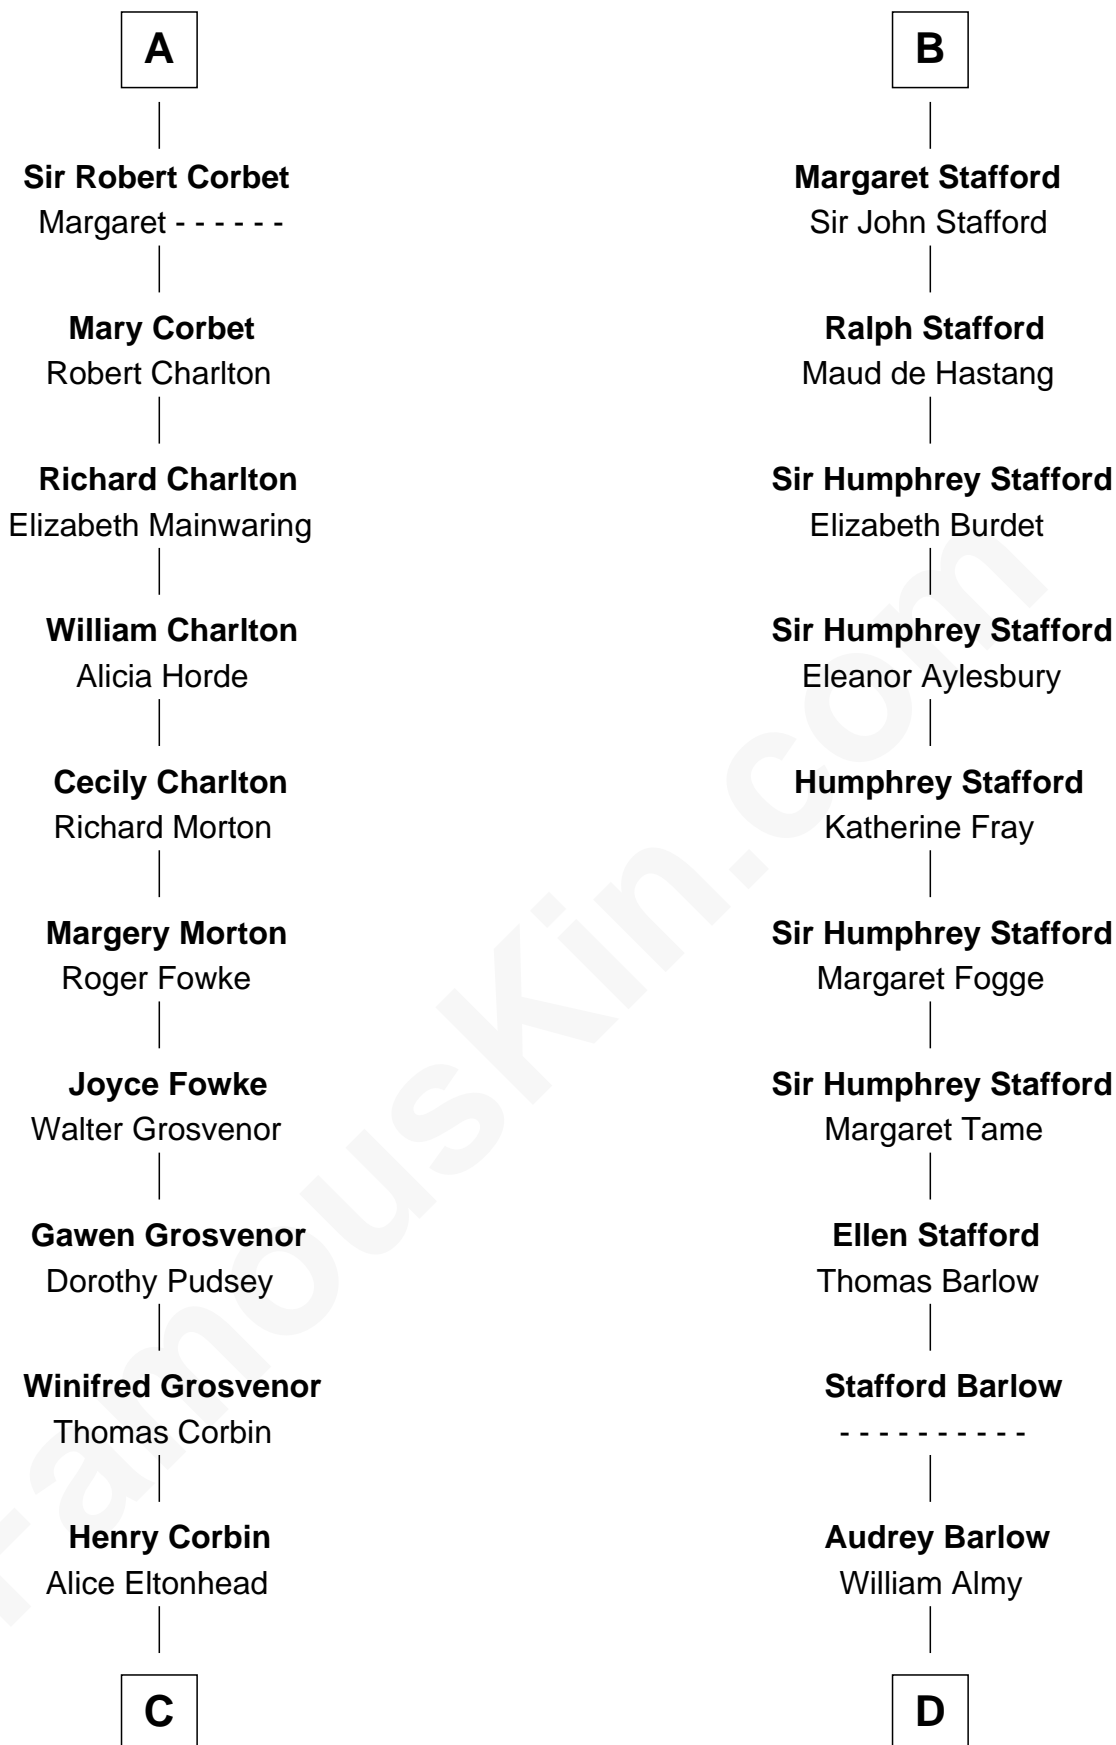 A
Sir Robert Corbet
Margaret - - - - - -
Mary Corbet
Robert Charlton
Richard Charlton
Elizabeth Mainwaring
William Charlton
Alicia Horde
Cecily Charlton
Richard Morton
Margery Morton
Roger Fowke
Joyce Fowke
Walter Grosvenor
Gawen Grosvenor
Dorothy Pudsey
Winifred Grosvenor
Thomas Corbin
Henry Corbin
Alice Eltonhead
C
B
Margaret Stafford
Sir John Stafford
Ralph Stafford
Maud de Hastang
Sir Humphrey Stafford
Elizabeth Burdet
Sir Humphrey Stafford
Eleanor Aylesbury
Humphrey Stafford
Katherine Fray
Sir Humphrey Stafford
Margaret Fogge
Sir Humphrey Stafford
Margaret Tame
Ellen Stafford
Thomas Barlow
Stafford Barlow
- - - - - - - - - -
Audrey Barlow
William Almy
D
FamousKin.com